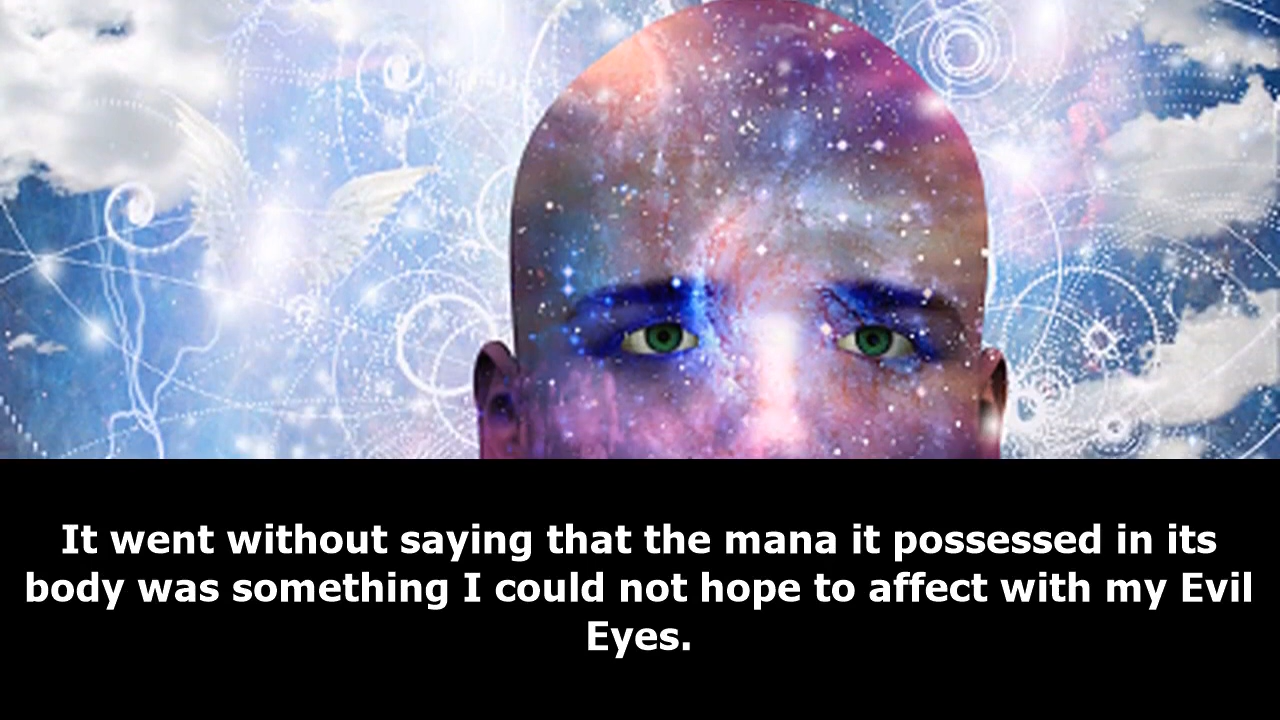 It went without saying that the mana it possessed in its
body was something I could not hope to affect with my Evil
Eyes.